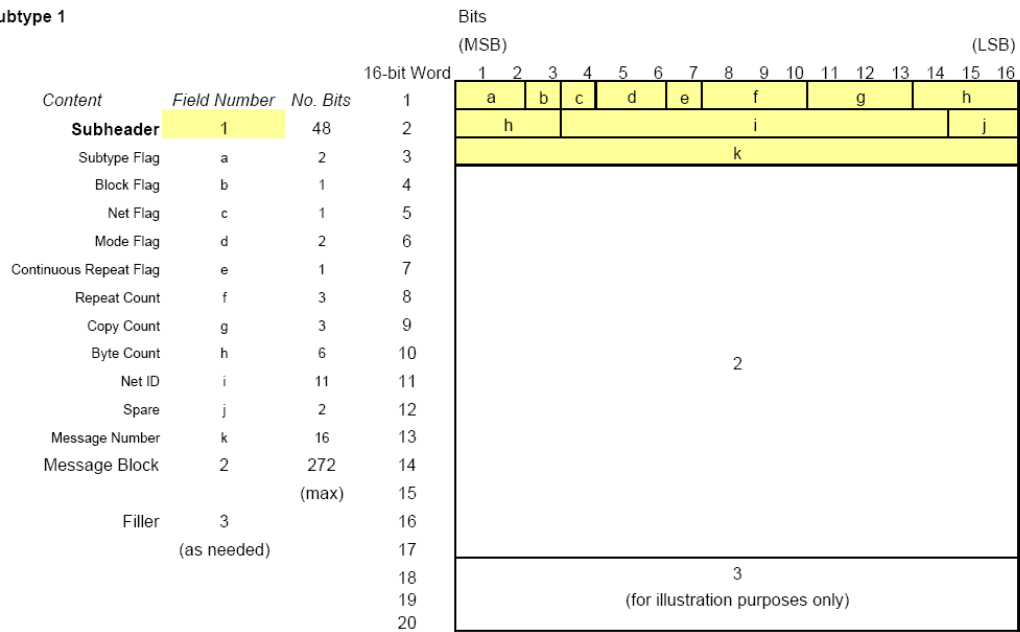 ubtype 1 Bits
(MSB) (LSB)
16-bit Word 1 2 3 4 5 6 7 8 9 10 11 12 13 14 15 16
Content Field Number No. Bits 1 a b c d e f g h
Subheader 1 48 2 h i j
Subtype Flag a 2 3 k
Block Flag b 1 4
Net Flag c 1 5
Mode Flag d 2 6
Continuous Repeat Flag e 1 7
Repeat Count f 3 8
Copy Count g 3 9
Byte Count h 6 10
2
Net ID i 11 11
Spare j 2 12
Message Number k 16 13
Message Block 2 272 14
(max) 15
Filler 3 16
(as needed) 17
18 3
19 (for illustration purposes only)
20